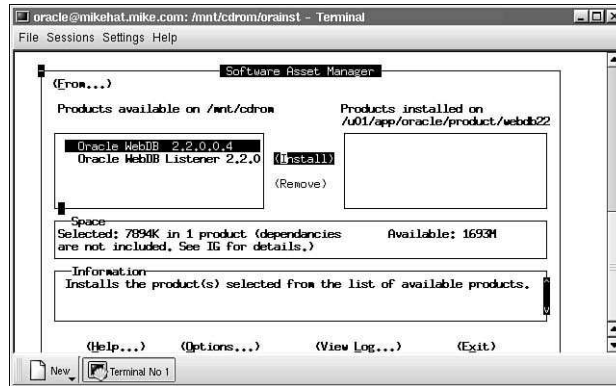 oracle@mikehat.mike.com: /mnt/cdrom/orainst - Terminal
File Sessions Settings Help
Software Asset Manager
(From...)
Products available on /mnt/cdrom
Products installed on
/u01/app/oracle/product/webdb22
Oracle WebDB 2.2.0.0.4
Oracle WebDB Listener 2.2.0
(Install)
(Remove)
Space
Selected: 7894K in 1 product (dependancies
are not included. See IG for details.)
Available: 1693M
Information
Installs the product(s) selected from the list of available products.
(Help...) (Options...) (View Log...) (Exit)
New Terminal No 1